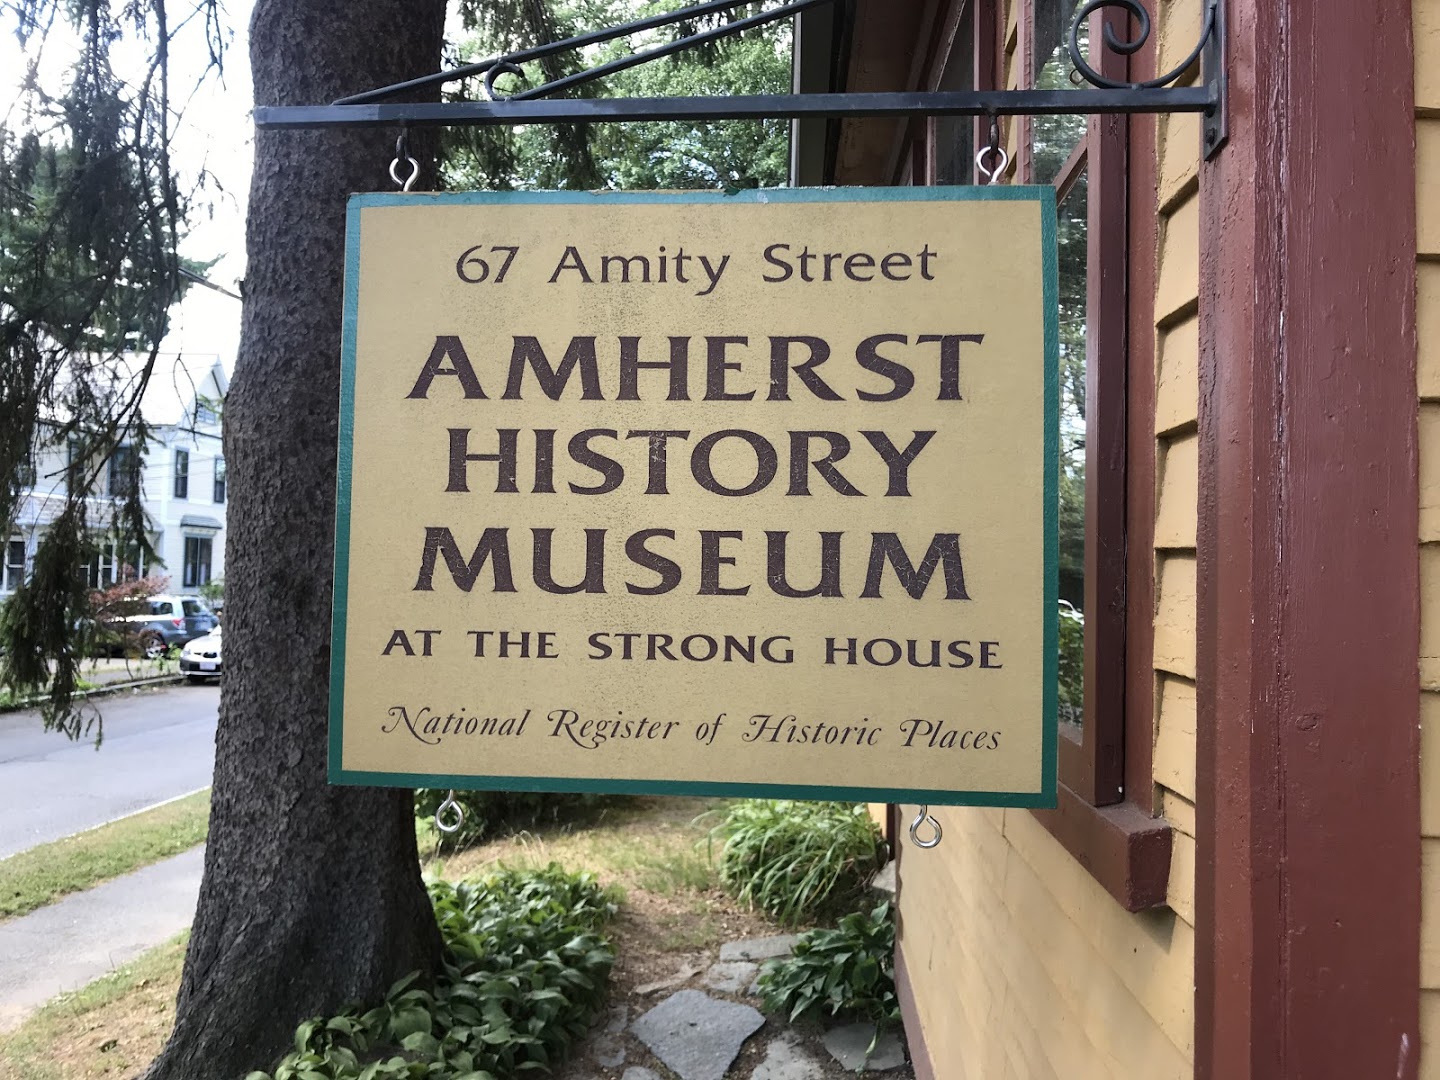 67 Amity Street
AMHERST
HISTORY
MUSEUM
AT THE STRONG HOUSE
National Register of Historic Places